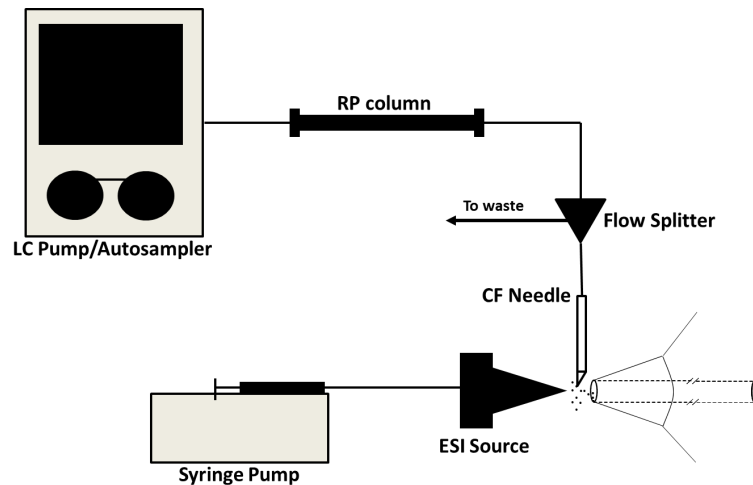 RP column
To waste
Flow Splitter
LC Pump/Autosampler
CF Needle
ESI Source
Syringe Pump